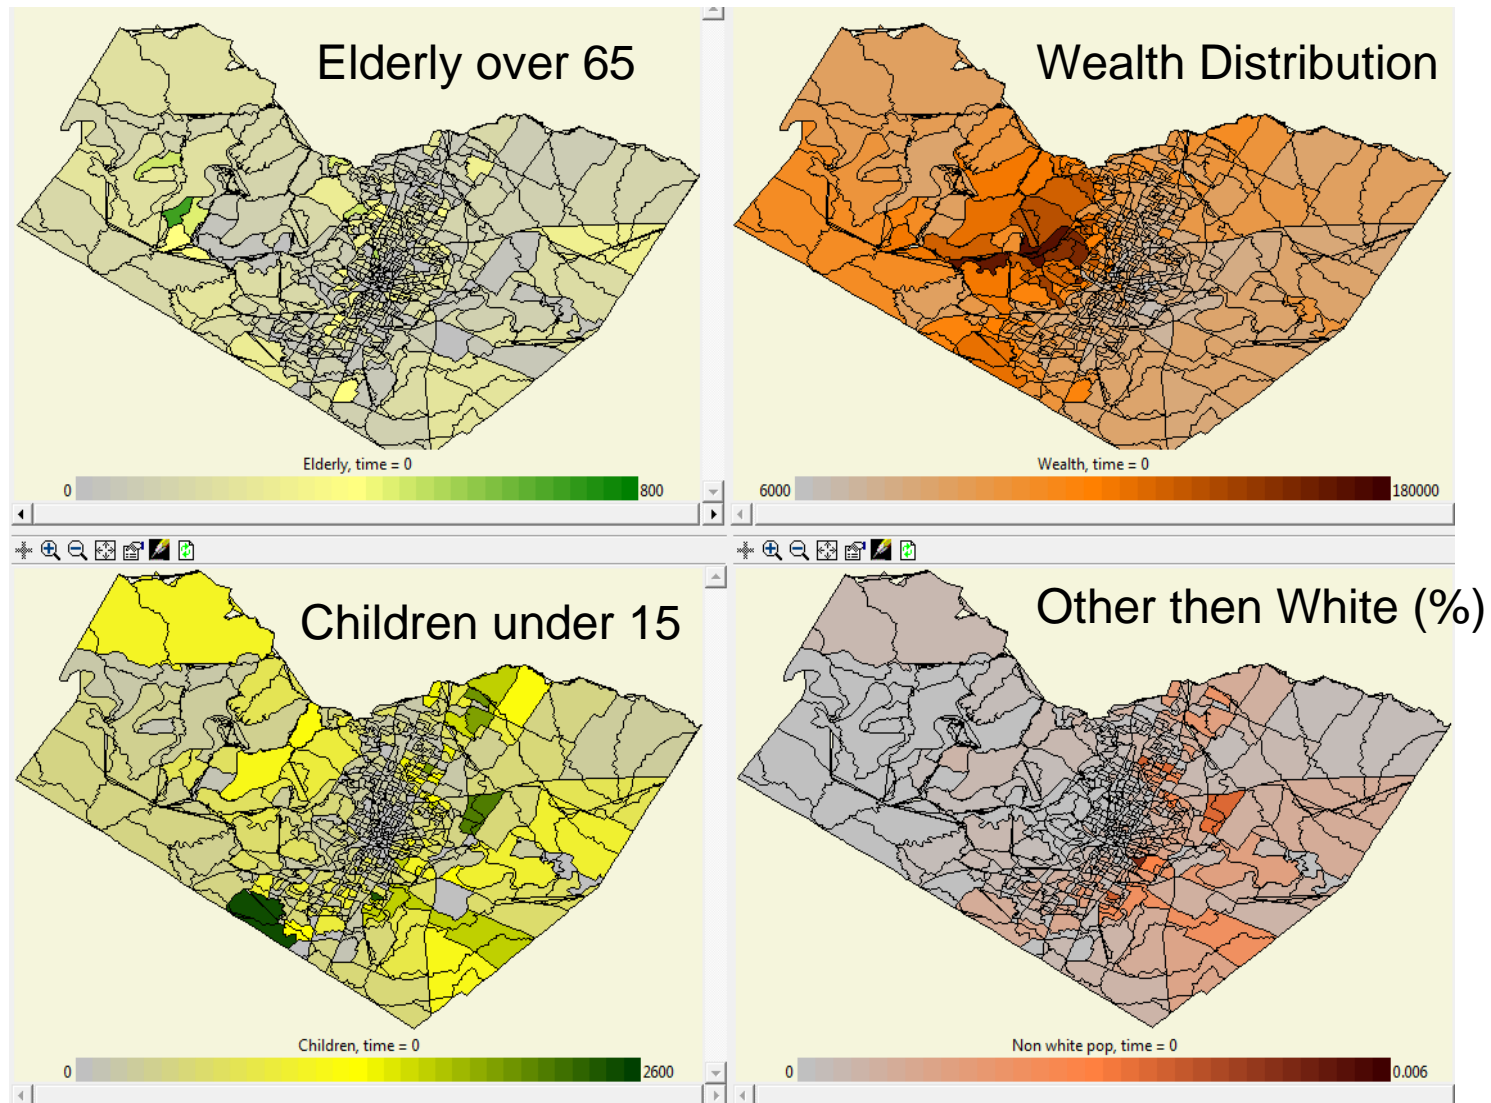 Elderly over 65
Elderly, time = 0
0
800
Wealth Distribution
Wealth, time = 0
6000
180000
Children under 15
Children, time = 0
0
2600
Other then White (%)
Non white pop, time = 0
0
0.006